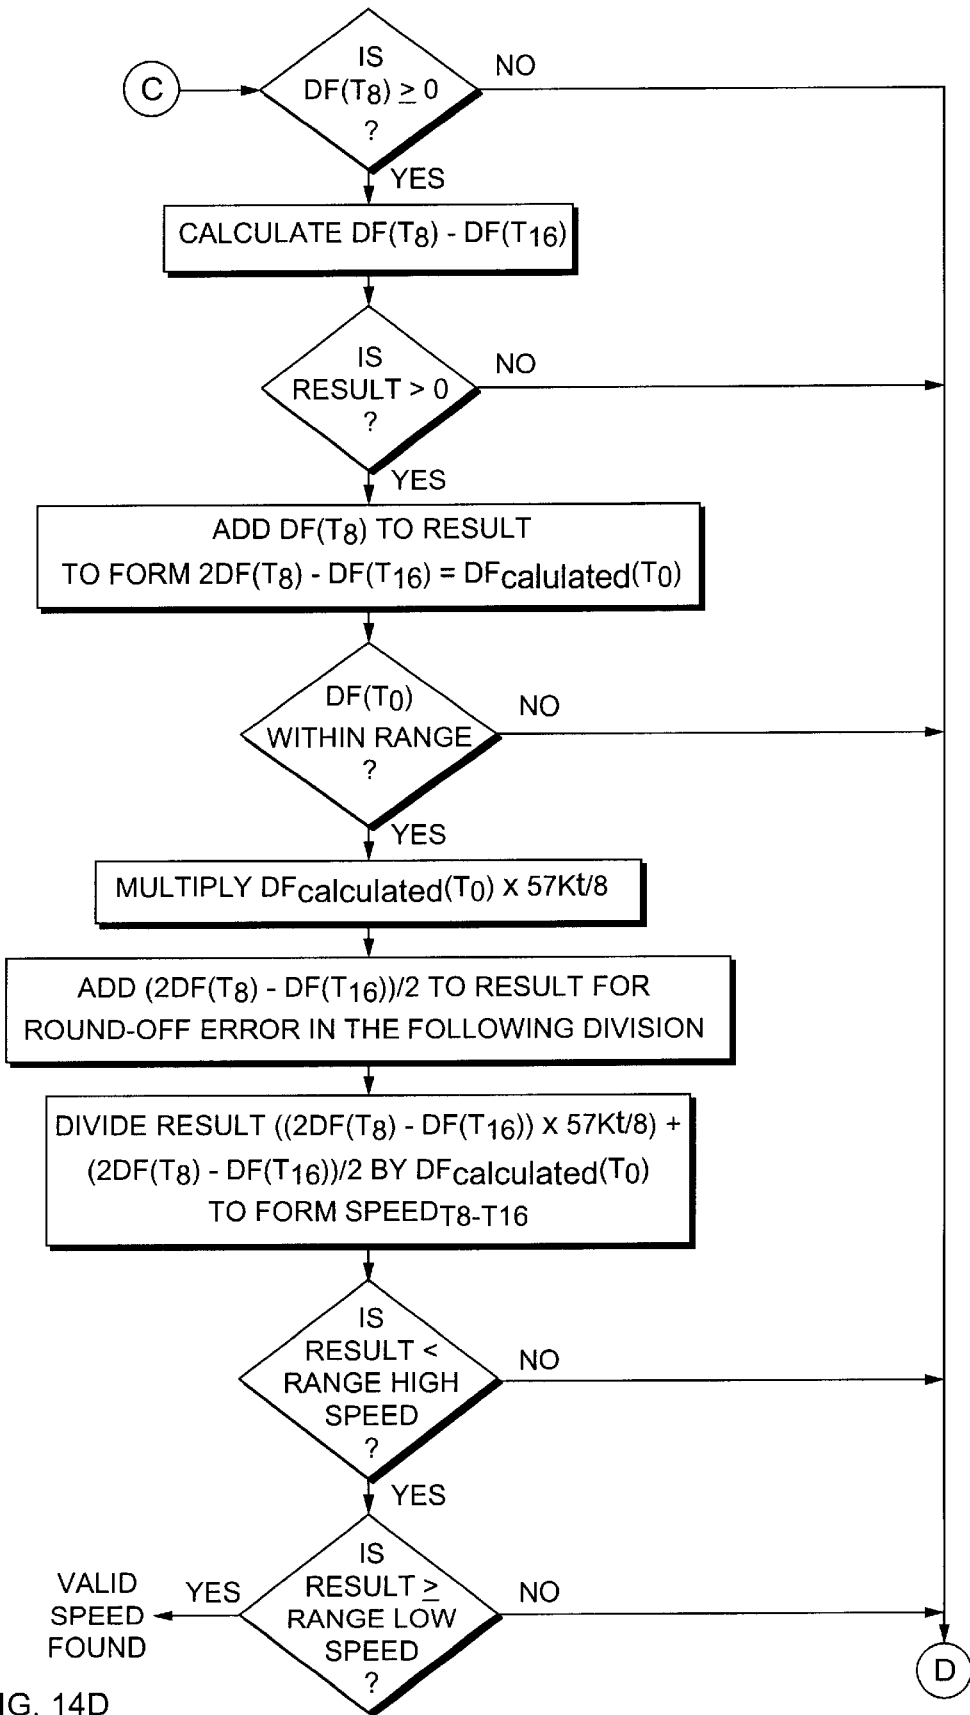 C
IS
DF(T8) ≥ 0
?
NO
YES
CALCULATE DF(T8) - DF(T16)
IS
RESULT > 0
?
NO
YES
ADD DF(T8) TO RESULT
TO FORM 2DF(T8) - DF(T16) = DFcalulated(T0)
DF(T0)
WITHIN RANGE
?
NO
YES
MULTIPLY DFcalculated(T0) x 57Kt/8
ADD (2DF(T8) - DF(T16))/2 TO RESULT FOR
ROUND-OFF ERROR IN THE FOLLOWING DIVISION
DIVIDE RESULT ((2DF(T8) - DF(T16)) x 57Kt/8) +
(2DF(T8) - DF(T16))/2 BY DFcalculated(T0)
TO FORM SPEEDT8-T16
IS
RESULT <
RANGE HIGH
SPEED
?
NO
YES
IS
RESULT ≥
RANGE LOW
SPEED
?
YES
VALID
SPEED
FOUND
NO
D
IG. 14D